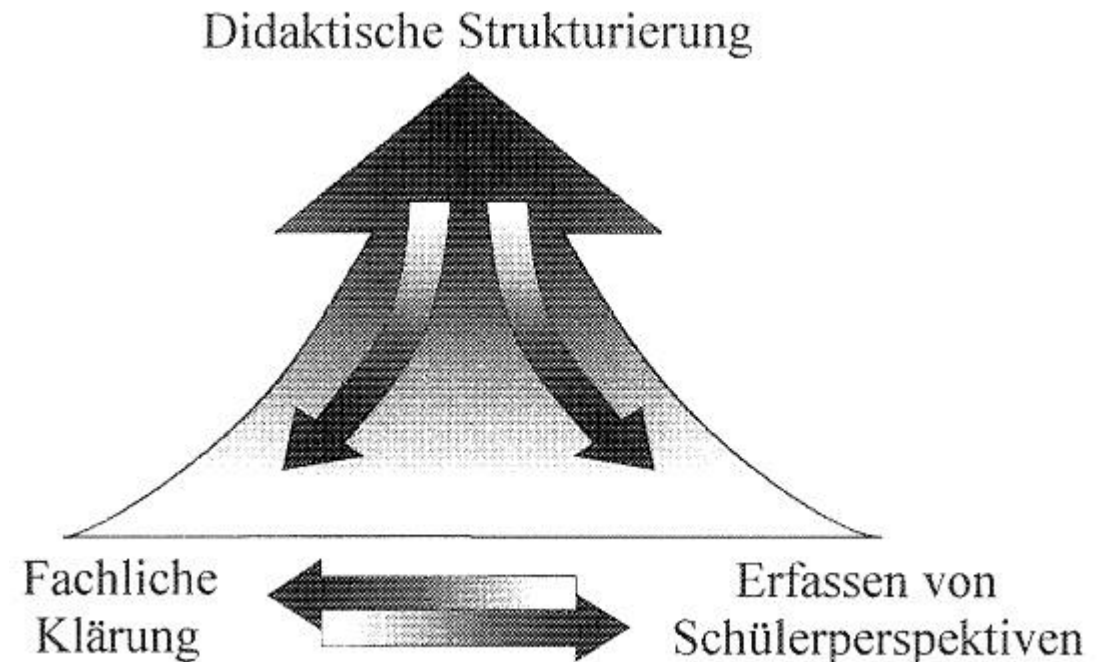 Didaktische Strukturierung
Fachliche
Klärung
Erfassen von
Schülerperspektiven